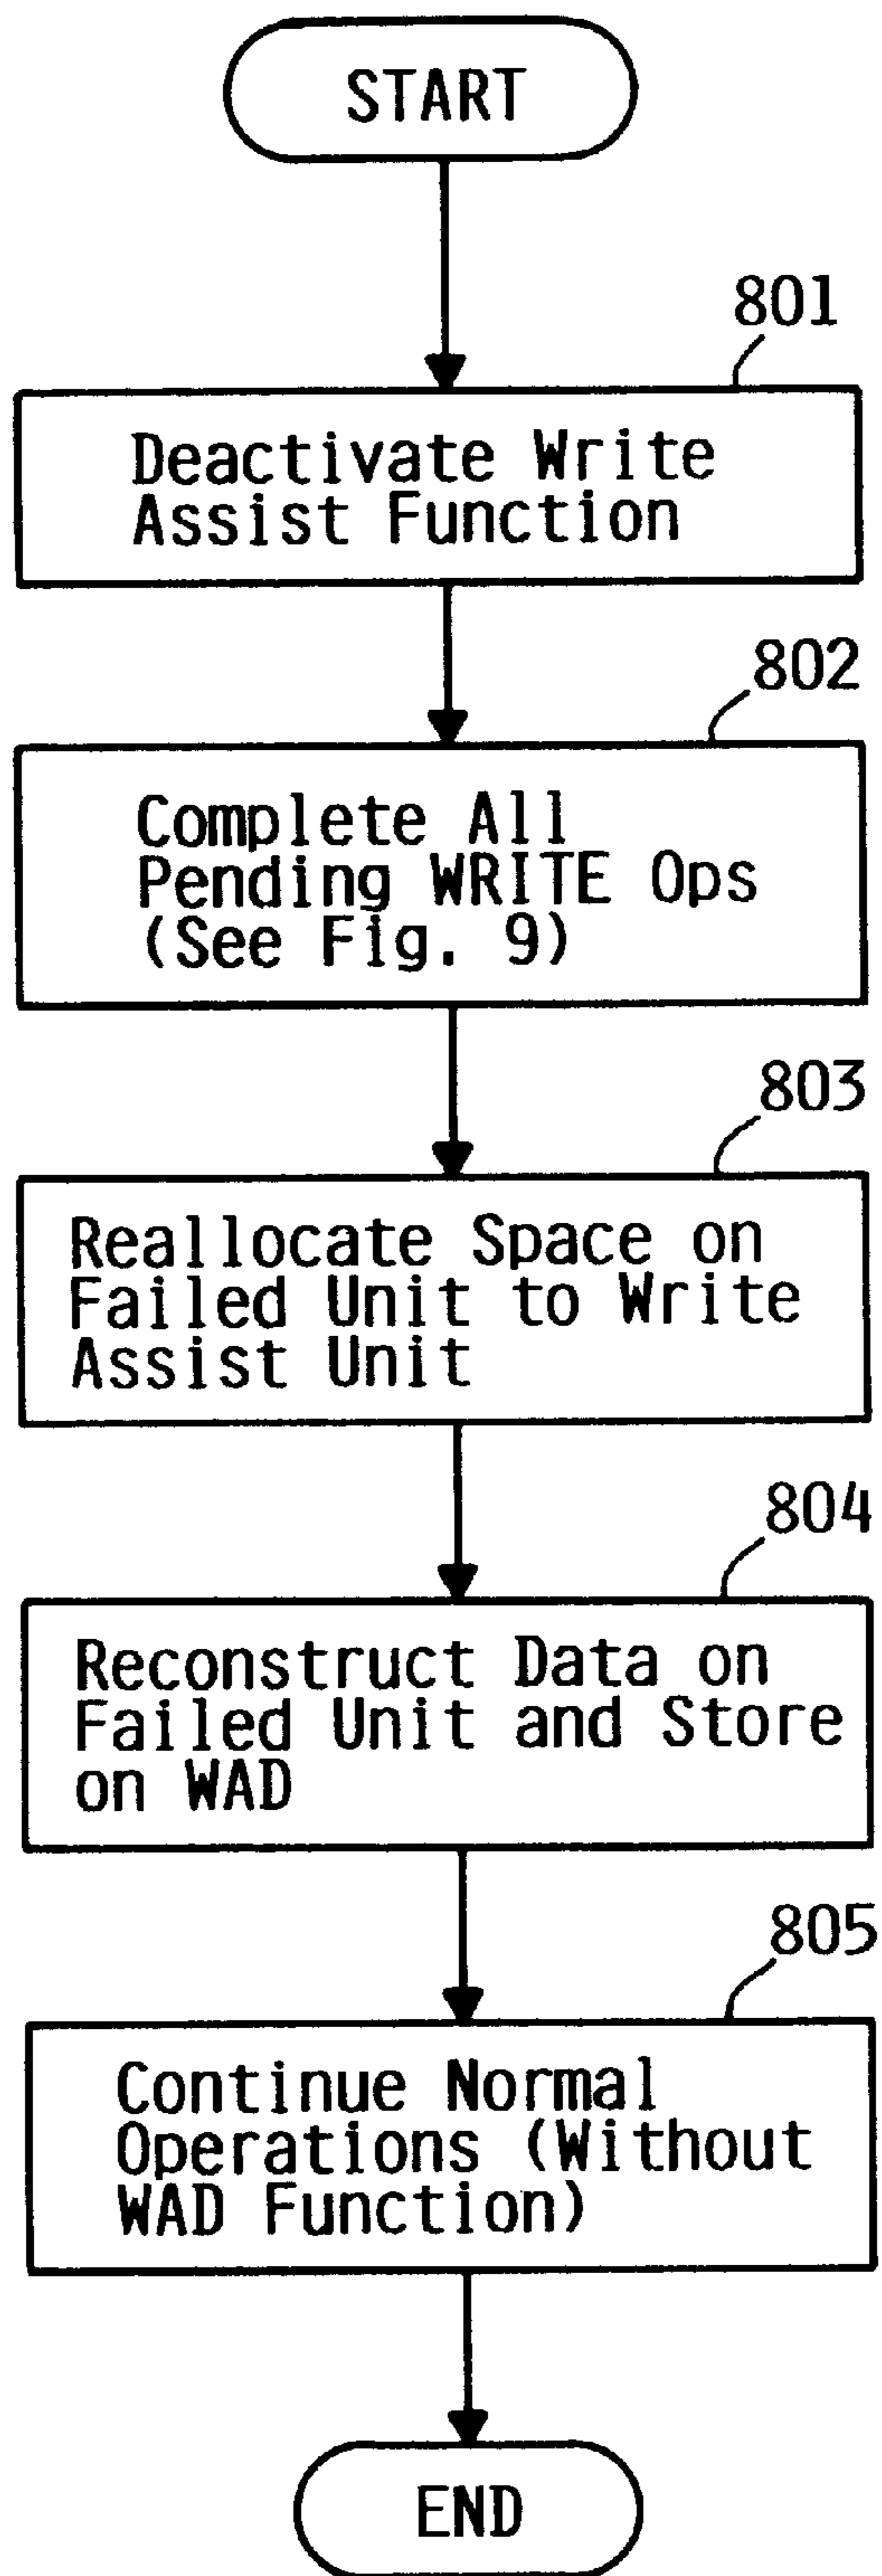 START
801
Deactivate Write
Assist Function
802
Complete All
Pending WRITE Ops
(See Fig. 9)
803
Reallocate Space on
Failed Unit to Write
Assist Unit
804
Reconstruct Data on
Failed Unit and Store
on WAD
805
Continue Normal
Operations (Without
WAD Function)
END